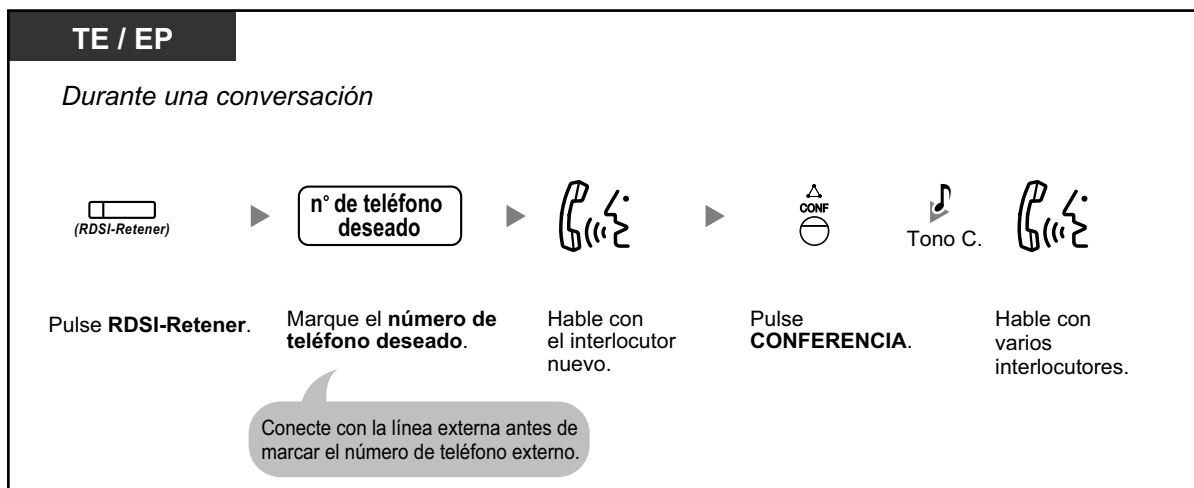 TE / EP
Durante una conversación
(RDSI-Retener)
n° de teléfono
deseado
CONF
Tono C.
Pulse RDSI-Retener.
Marque el número de
teléfono deseado.
Hable con
el interlocutor
nuevo.
Pulse
CONFERENCIA.
Hable con
varios
interlocutores.
Conecte con la línea externa antes de
marcar el número de teléfono externo.